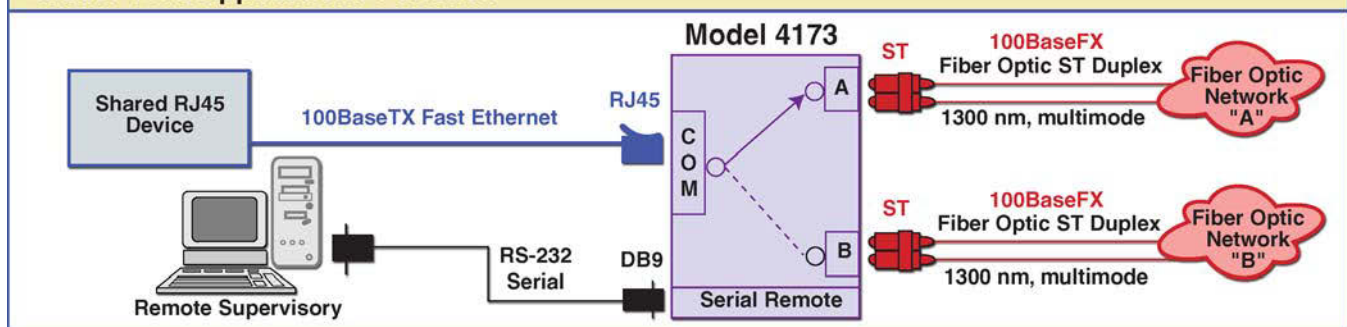 Model 4173
Shared RJ45
Device
100BaseTX Fast Ethernet
RJ45
C
O
M
A
B
ST
100BaseFX
Fiber Optic ST Duplex
1300 nm, multimode
Fiber Optic
Network
"A"
ST
100BaseFX
Fiber Optic ST Duplex
1300 nm, multimode
Fiber Optic
Network
"B"
Remote Supervisory
RS-232
Serial
DB9
Serial Remote